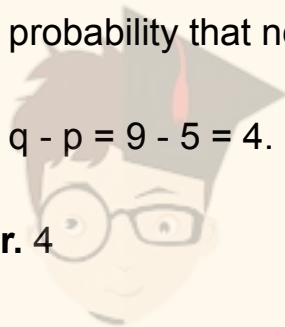 probability that
q - p = 9 - 5 = 4.
r. 4